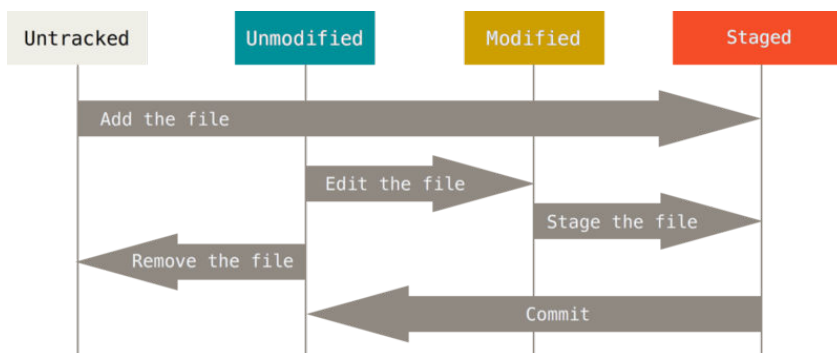 Untracked
Unmodified
Modified
Staged
Add the file
Edit the file
Stage the file
Remove the file
Commit